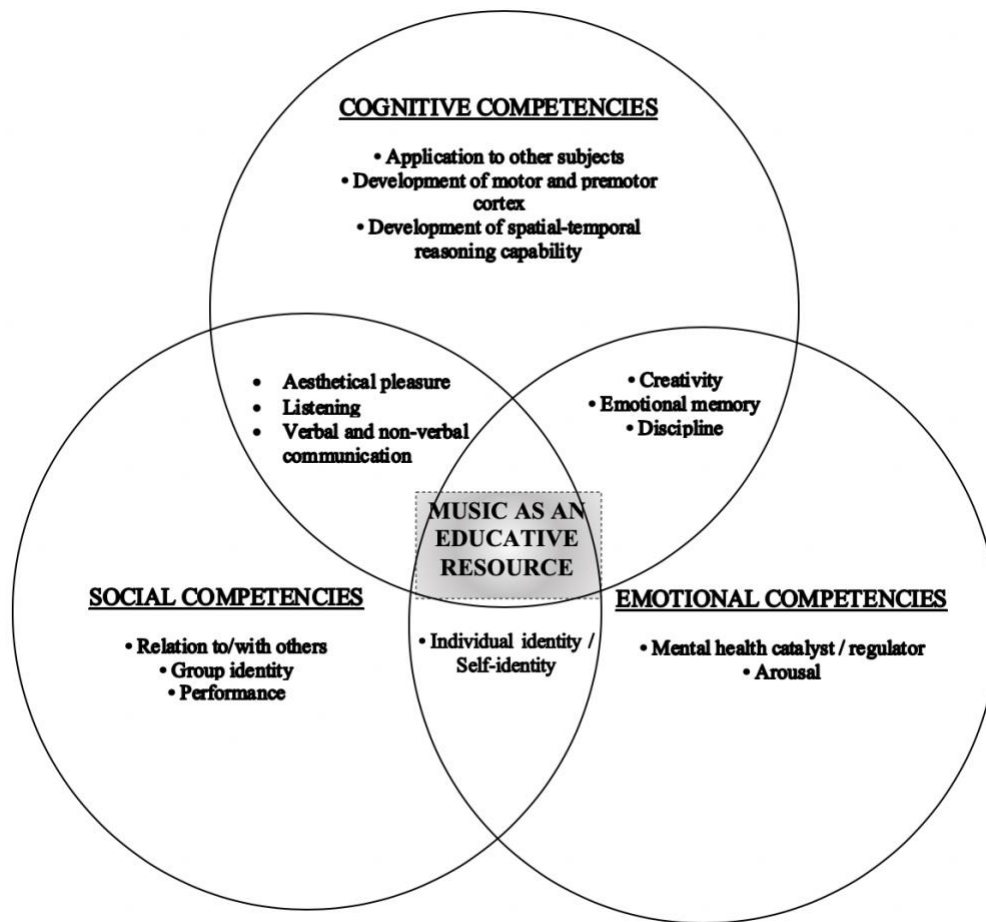 COGNITIVE COMPETENCIES
• Application to other subjects
• Development of motor and premotor
cortex
• Development of spatial-temporal
reasoning capability
• Aesthetical pleasure
• Listening
• Verbal and non-verbal
communication
• Creativity
• Emotional memory
• Discipline
MUSIC AS AN
EDUCATIVE
RESOURCE
SOCIAL COMPETENCIES
• Relation to/with others
• Group identity
• Performance
• Individual identity /
Self-identity
EMOTIONAL COMPETENCIES
• Mental health catalyst / regulator
• Arousal